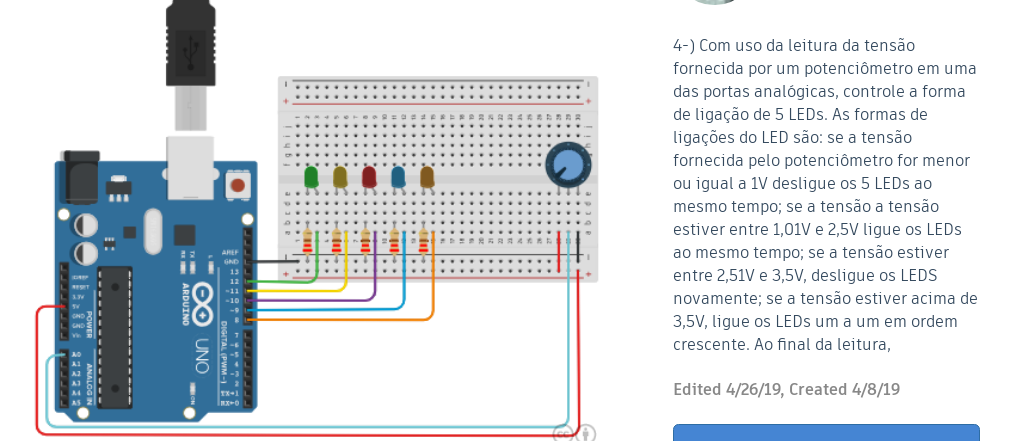 4-) Com uso da leitura da tensão
fornecida por um potenciômetro em uma
das portas analógicas, controle a forma
de ligação de 5 LEDs. As formas de
ligações do LED são: se a tensão
fornecida pelo potenciômetro for menor
ou igual a 1V desligue os 5 LEDs ao
mesmo tempo; se a tensão a tensão
estiver entre 1,01V e 2,5V ligue os LEDs
ao mesmo tempo; se a tensão estiver
entre 2,51V e 3,5V, desligue os LEDS
novamente; se a tensão estiver acima de
3,5V, ligue os LEDs um a um em ordem
crescente. Ao final da leitura,
Edited 4/26/19, Created 4/8/19
AREF
GND
13
12
~11
~10
~9
8
7
~6
~5
4
~3
2
TX→1
RX←0
DIGITAL (PWM~)
IOREF
RESET
3.3V
5V
GND
GND
Vin
POWER
A0
A1
A2
A3
A4
A5
ANALOG IN
ARDUINO
UNO
TX
RX
L
ON
cc